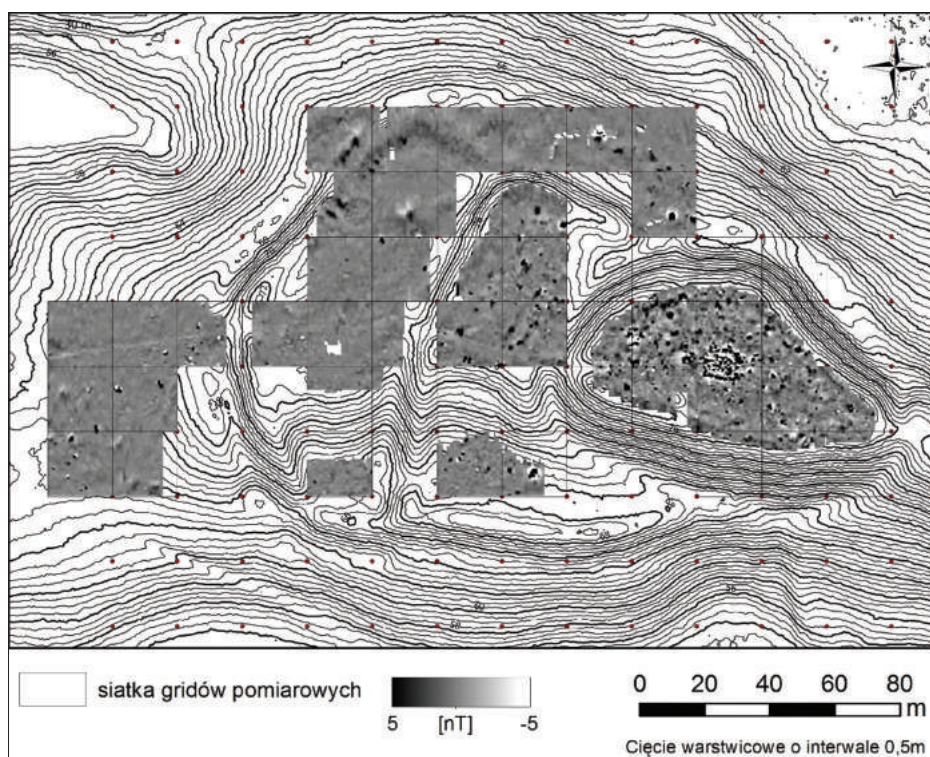 N
siatka gridów pomiarowych
5
[nT]
-5
0 20 40 60 80
m
Cięcie warstwicowe o interwale 0,5m